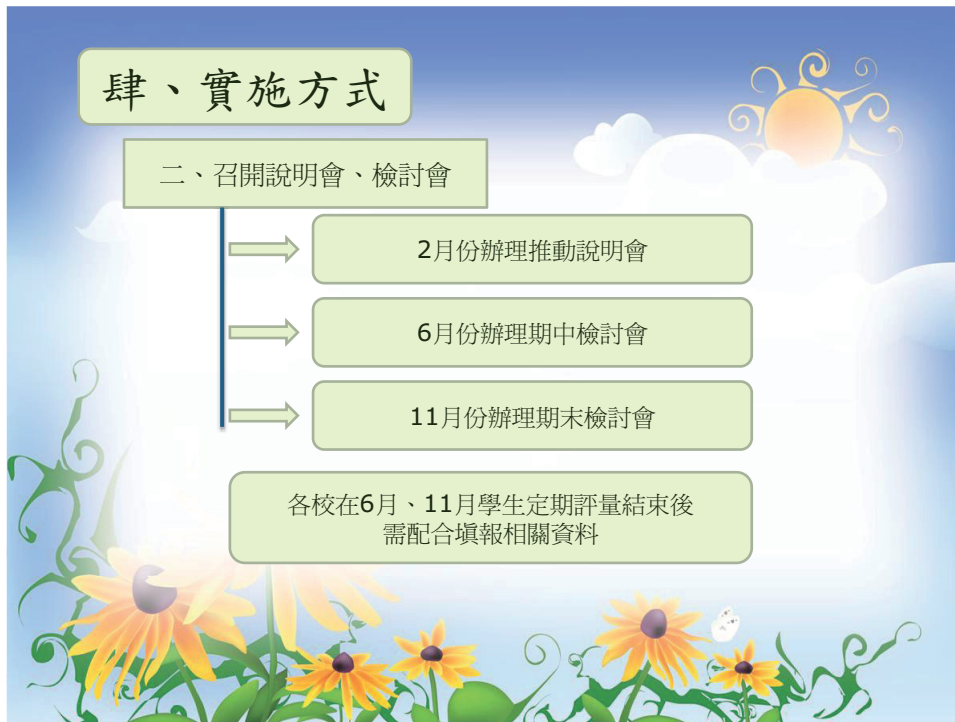 肆、實施方式
二、召開說明會、檢討會
2月份辦理推動說明會
6月份辦理期中檢討會
11月份辦理期末檢討會
各校在6月、11月學生定期評量結束後
需配合填報相關資料